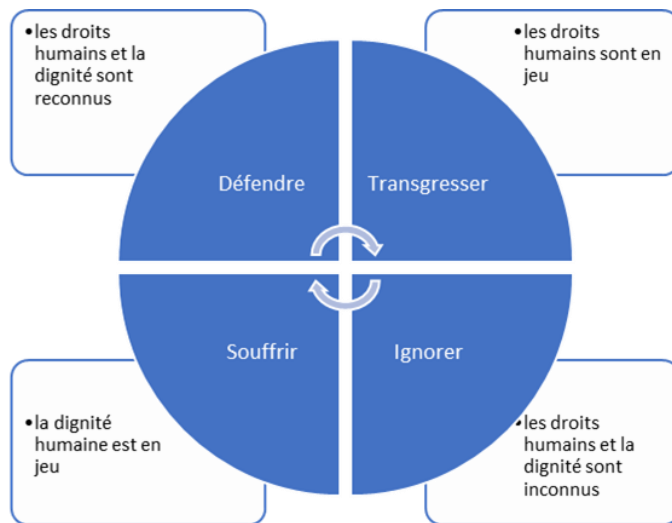 •les droits
humains et la
dignité sont
reconnus
•les droits
humains sont en
jeu
Défendre
Transgresser
Souffrir
Ignorer
•la dignité
humaine est en
jeu
•les droits
humains et la
dignité sont
inconnus